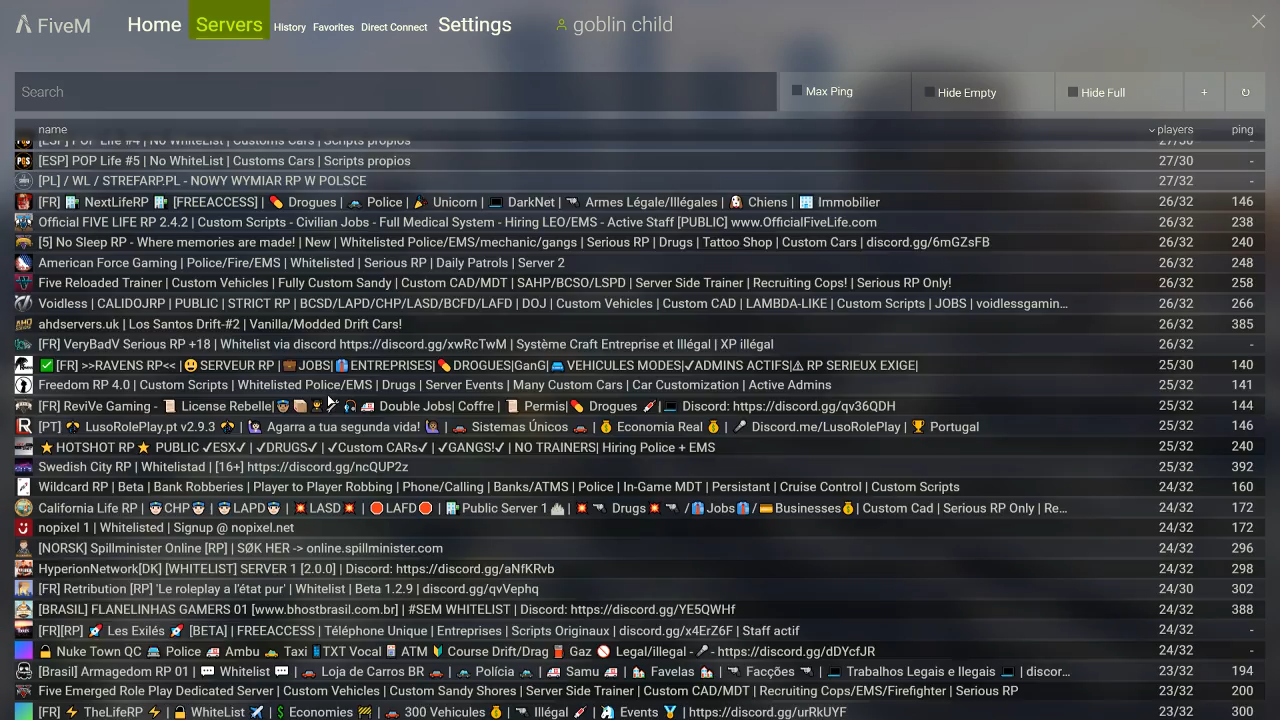 FiveM Home Servers History Favorites Direct Connect Settings goblin child
Search Max Ping Hide Empty Hide Full
name players ping
[ESP] POP Life #4 | No WhiteList | Customs Cars | Scripts propios 27/30 -
[ESP] POP Life #5 | No WhiteList | Customs Cars | Scripts propios 27/30 -
[PL] / WL / STREFARP.PL - NOWY WYMIAR RP W POLSCE 27/32 -
[FR] 🏥 NextLifeRP 🏥 [FREEACCESS] | 💊 Drogues | 🚓 Police | 🎉 Unicorn | 💻 DarkNet | 🔫 Armes Légale/Illégales | 🐶 Chiens | 🏢 Immobilier 26/32 146
Official FIVE LIFE RP 2.4.2 | Custom Scripts - Civilian Jobs - Full Medical System - Hiring LEO/EMS - Active Staff [PUBLIC] www.OfficialFiveLife.com 26/32 238
[5] No Sleep RP - Where memories are made! | New | Whitelisted Police/EMS/mechanic/gangs | Serious RP | Drugs | Tattoo Shop | Custom Cars | discord.gg/6mGZsFB 26/32 240
American Force Gaming | Police/Fire/EMS | Whitelisted | Serious RP | Daily Patrols | Server 2 26/32 248
Five Reloaded Trainer | Custom Vehicles | Fully Custom Sandy | Custom CAD/MDT | SAHP/BCSO/LSPD | Server Side Trainer | Recruiting Cops! | Serious RP Only! 26/32 258
Voidless | CALIDOJRP | PUBLIC | STRICT RP | BCSD/LAPD/CHP/LASD/BCFD/LAFD | DOJ | Custom Vehicles | Custom CAD | LAMBDA-LIKE | Custom Scripts | JOBS | voidlessgamin... 26/32 266
ahdservers.uk | Los Santos Drift-#2 | Vanilla/Modded Drift Cars! 26/32 385
[FR] VeryBadV Serious RP +18 | Whitelist via discord https://discord.gg/xwRcTwM | Système Craft Entreprise et Illégal | XP illégal 26/32 -
✅ [FR] >>RAVENS RP<< | 😃 SERVEUR RP | 💼 JOBS| 👔 ENTREPRISES| 💊 DROGUES|GanG| 🚘 VEHICULES MODES|✓ADMINS ACTIFS|⚠ RP SERIEUX EXIGE| 25/30 140
Freedom RP 4.0 | Custom Scripts | Whitelisted Police/EMS | Drugs | Server Events | Many Custom Cars | Car Customization | Active Admins 25/32 141
[FR] ReviVe Gaming - 📜 License Rebelle| Double Jobs| Coffre | 📜 Permis| 💊 Drogues 💉 | 💻 Discord: https://discord.gg/qv36QDH 25/32 144
[PT] LusoRolePlay.pt v2.9.3 | Agarra a tua segunda vida! | 🚗 Sistemas Únicos 🚗 | 💰 Economia Real 💰 | 🎤 Discord.me/LusoRolePlay | 🏆 Portugal 25/32 146
⭐ HOTSHOT RP ⭐ PUBLIC ✓ESX✓ | ✓DRUGS✓ | ✓Custom CARs✓ | ✓GANGS!✓ | NO TRAINERS| Hiring Police + EMS 25/32 240
Swedish City RP | Whitelistad | [16+] https://discord.gg/ncQUP2z 25/32 392
Wildcard RP | Beta | Bank Robberies | Player to Player Robbing | Phone/Calling | Banks/ATMS | Police | In-Game MDT | Persistant | Cruise Control | Custom Scripts 24/32 160
California Life RP | 👮CHP👮 | 👮LAPD👮 | 💥 LASD💥 | 🛑LAFD🛑 | 🏥Public Server 1 | 💥 🔫 Drugs💥 🔫 /👔Jobs👔/ 💳Businesses💰| Custom Cad | Serious RP Only | Re... 24/32 172
nopixel 1 | Whitelisted | Signup @ nopixel.net 24/32 172
[NORSK] Spillminister Online [RP] | SØK HER -> online.spillminister.com 24/32 296
HyperionNetwork[DK] [WHITELIST] SERVER 1 [2.0.0] | Discord: https://discord.gg/aNfKRvb 24/32 298
[FR] Retribution [RP] 'Le roleplay a l'état pur' | Whitelist | Beta 1.2.9 | discord.gg/qvVephq 24/30 302
[BRASIL] FLANELINHAS GAMERS 01 [www.bhostbrasil.com.br] | #SEM WHITELIST | Discord: https://discord.gg/YE5QWHf 24/32 388
[FR][RP] 🚀 Les Exilés 🚀 [BETA] | FREEACCESS | Téléphone Unique | Entreprises | Scripts Originaux | discord.gg/x4ErZ6F | Staff actif 24/32 -
🔒 Nuke Town QC 🚔 Police 🚑 Ambu 🚕 Taxi 📱TXT Vocal 🏧 ATM 🔰 Course Drift/Drag ⛽ Gaz 🚫 Legal/illegal - 🎤 - https://discord.gg/dDYcfJR 24/32 -
[Brasil] Armagedom RP 01 | 💬 Whitelist 💬 | 🚗 Loja de Carros BR 🚗 | 🚓 Polícia 🚓 | 🚑 Samu 🚑 | 🏘 Favelas 🏘 | 🔫 Facções 🔫 | 💻 Trabalhos Legais e Ilegais 💻 | discor... 23/32 194
Five Emerged Role Play Dedicated Server | Custom Vehicles | Custom Sandy Shores | Server Side Trainer | Custom CAD/MDT | Recruiting Cops/EMS/Firefighter | Serious RP 23/32 200
[FR] ⚡ TheLifeRP ⚡ | 🔒 WhiteList ✈ | 💲 Economies 🚧 | 🚗 300 Vehicules 💰 | 🔫 Illégal 💉 | 🦄 Events 🏅 | https://discord.gg/urRkUYF 23/32 300